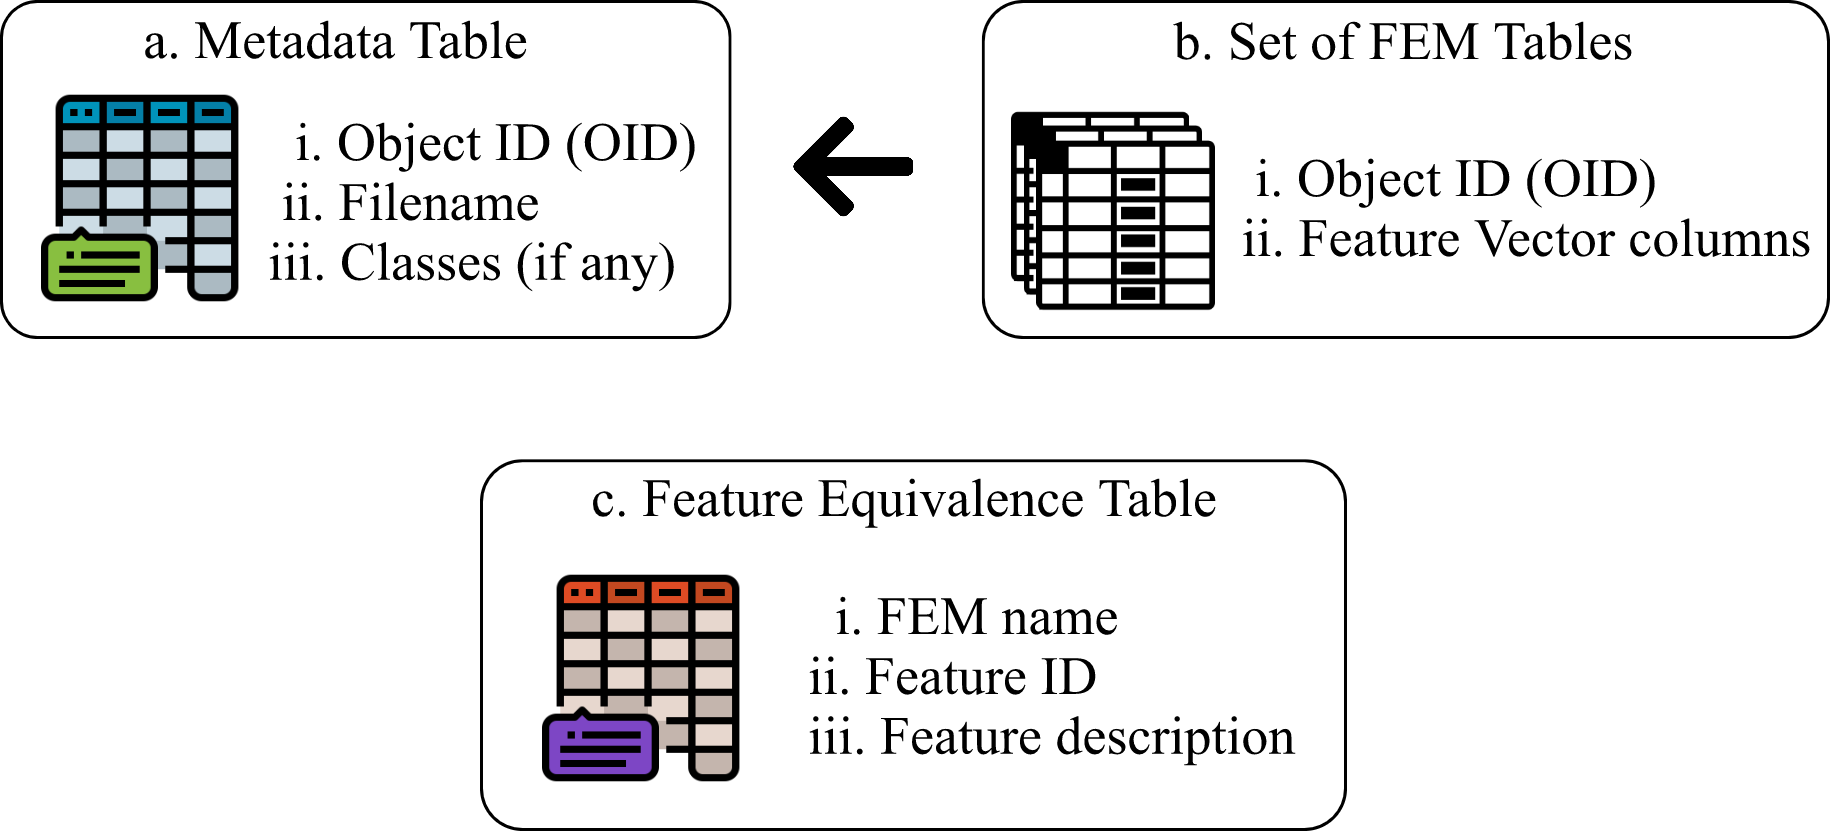 a. Metadata Table
i. Object ID (OID)
ii. Filename
iii. Classes (if any)
b. Set of FEM Tables
i. Object ID (OID)
ii. Feature Vector columns
c. Feature Equivalence Table
i. FEM name
ii. Feature ID
iii. Feature description